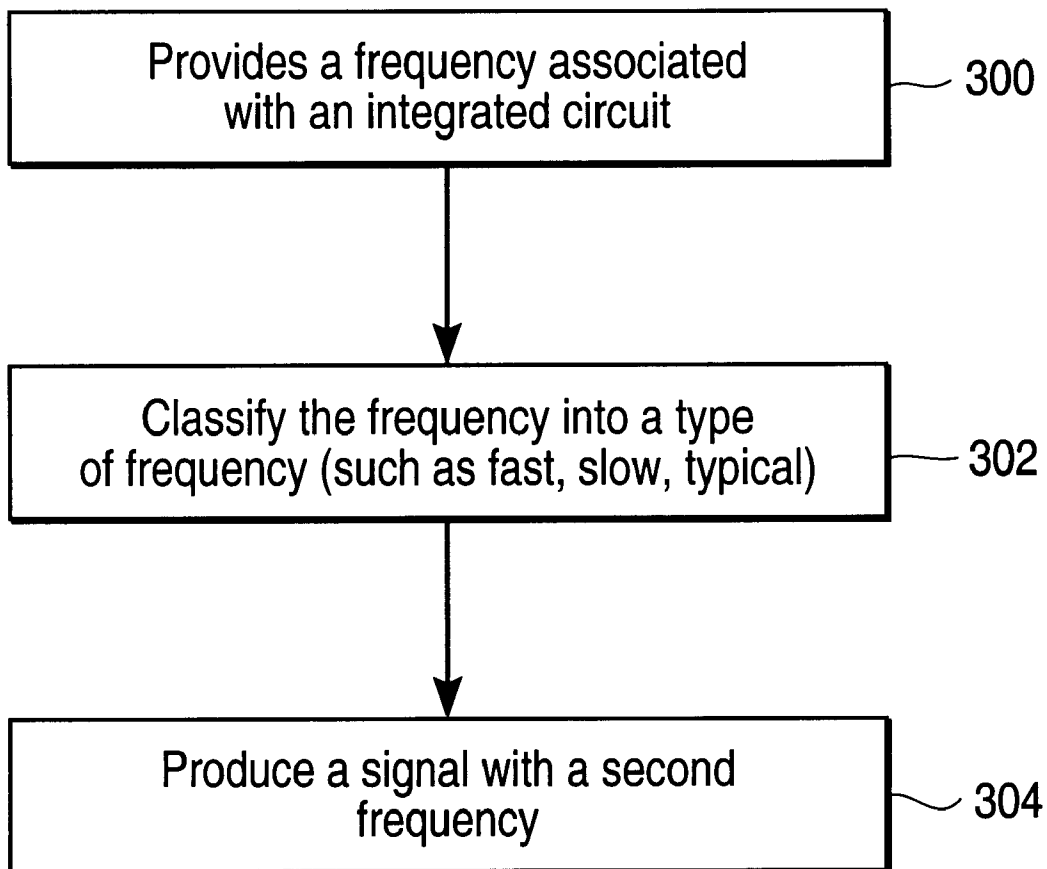 Provides a frequency associated
with an integrated circuit
300
Classify the frequency into a type
of frequency (such as fast, slow, typical)
302
Produce a signal with a second
frequency
304